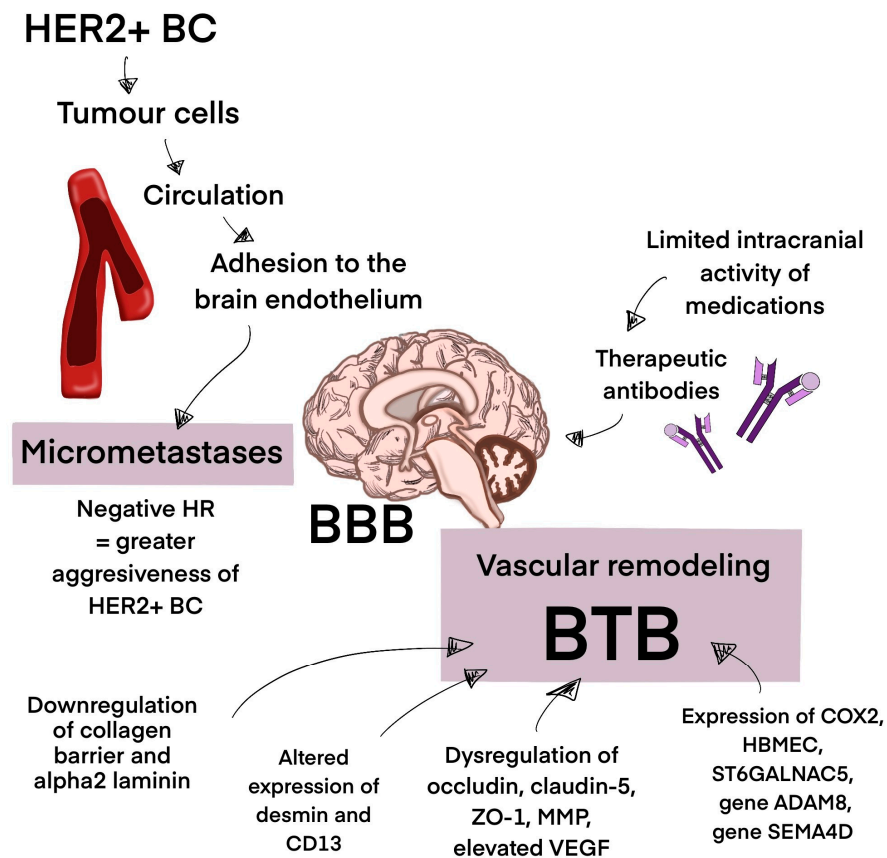 HER2+ BC
Tumour cells
Circulation
Adhesion to the
brain endothelium
Micrometastases
Negative HR
= greater
aggresiveness of
HER2+ BC
Limited intracranial
activity of
medications
Therapeutic
antibodies
BBB
Vascular remodeling
BTB
Downregulation
of collagen
barrier and
alpha2 laminin
Altered
expression of
desmin and
CD13
Dysregulation of
occludin, claudin-5,
ZO-1, MMP,
elevated VEGF
Expression of COX2,
HBMEC,
ST6GALNAC5,
gene ADAM8,
gene SEMA4D